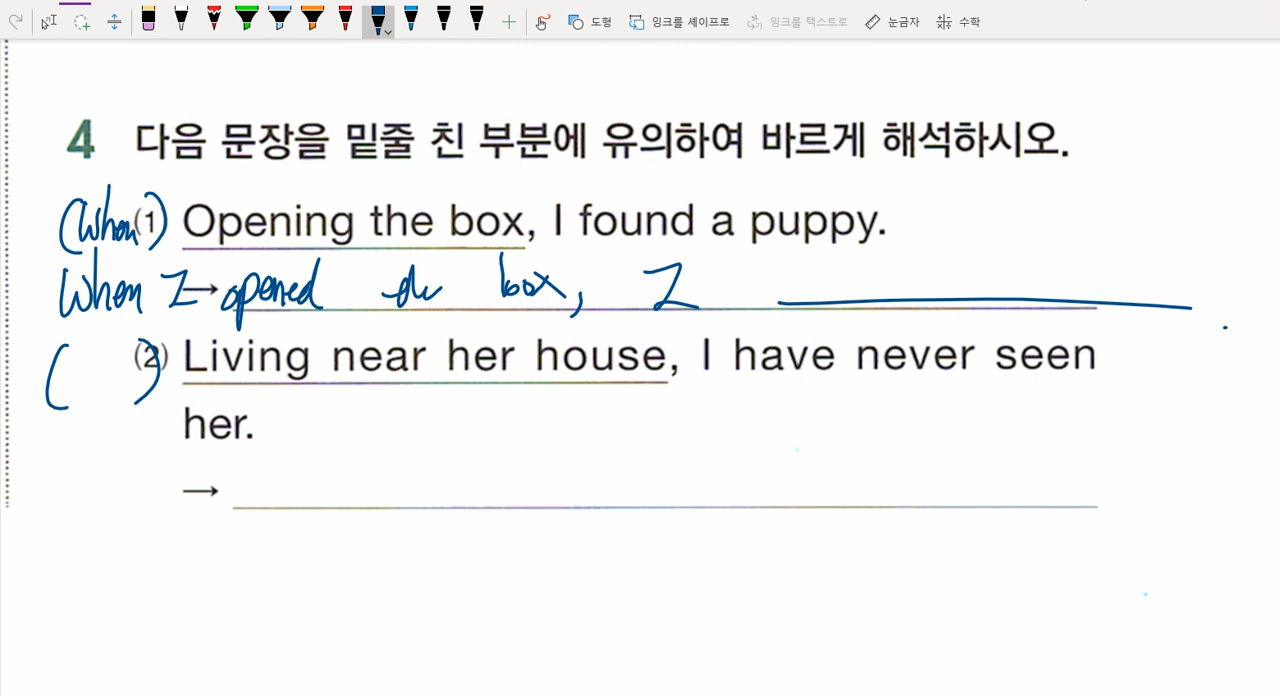 도형 잉크를 셰이프로 잉크를 텍스트로 눈금자 수학
4 다음 문장을 밑줄 친 부분에 유의하여 바르게 해석하시오.
(When) (1) Opening the box, I found a puppy.
When I → opened the box, I
( ) (2) Living near her house, I have never seen
her.
→